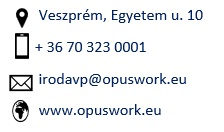 Veszprém, Egyetem u. 10
+ 36 70 323 0001
irodavp@opuswork.eu
www.opuswork.eu